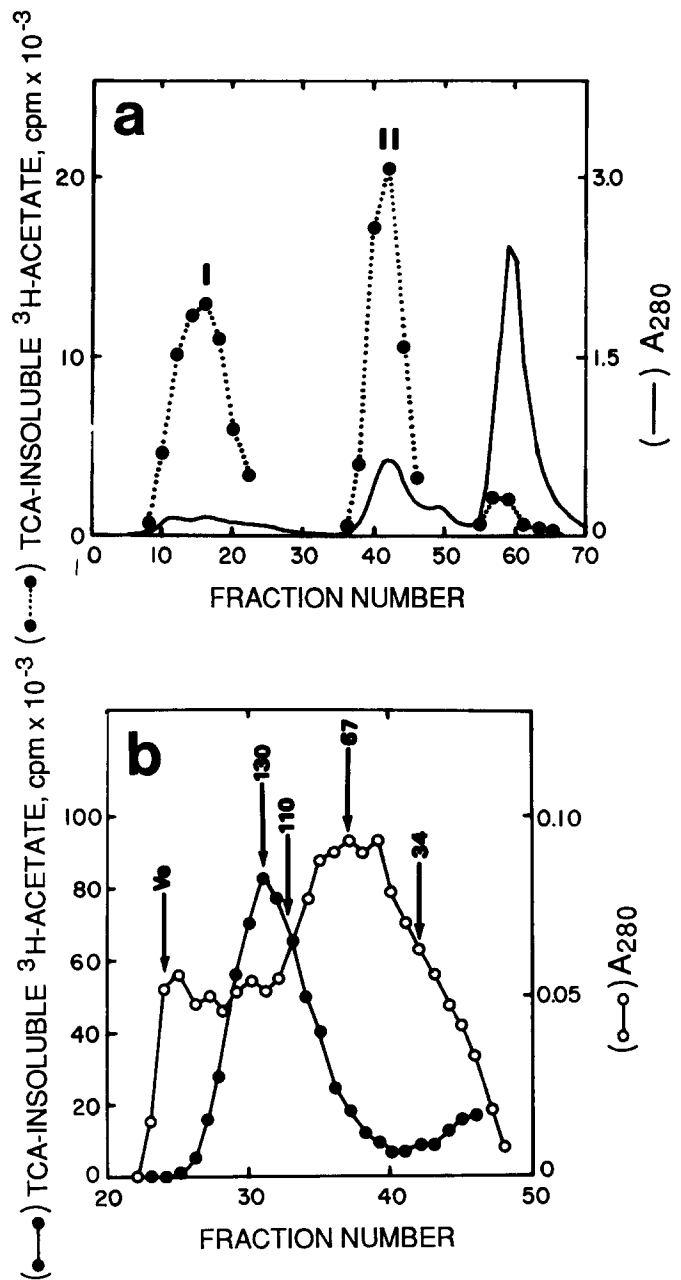 a
I
II
20
10
0
3.0
1.5
0
0 10 20 30 40 50 60 70
FRACTION NUMBER
(●┈┈●) TCA-INSOLUBLE ³H-ACETATE, cpm x 10⁻³
(—) A280
b
Vo
130
110
67
34
100
80
60
40
20
0
0.10
0.05
0
20 30 40 50
FRACTION NUMBER
(●—●) TCA-INSOLUBLE ³H-ACETATE, cpm x 10⁻³
(○—○) A280